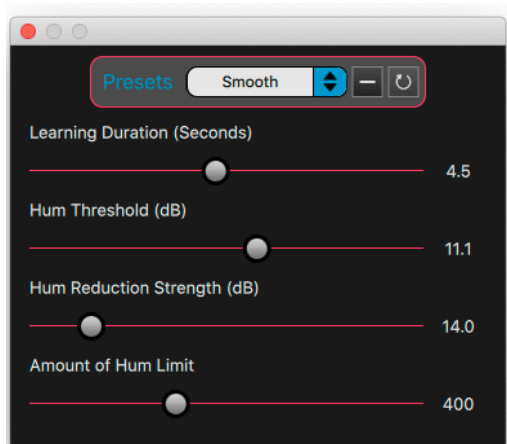 Presets Smooth
Learning Duration (Seconds)
4.5
Hum Threshold (dB)
11.1
Hum Reduction Strength (dB)
14.0
Amount of Hum Limit
400